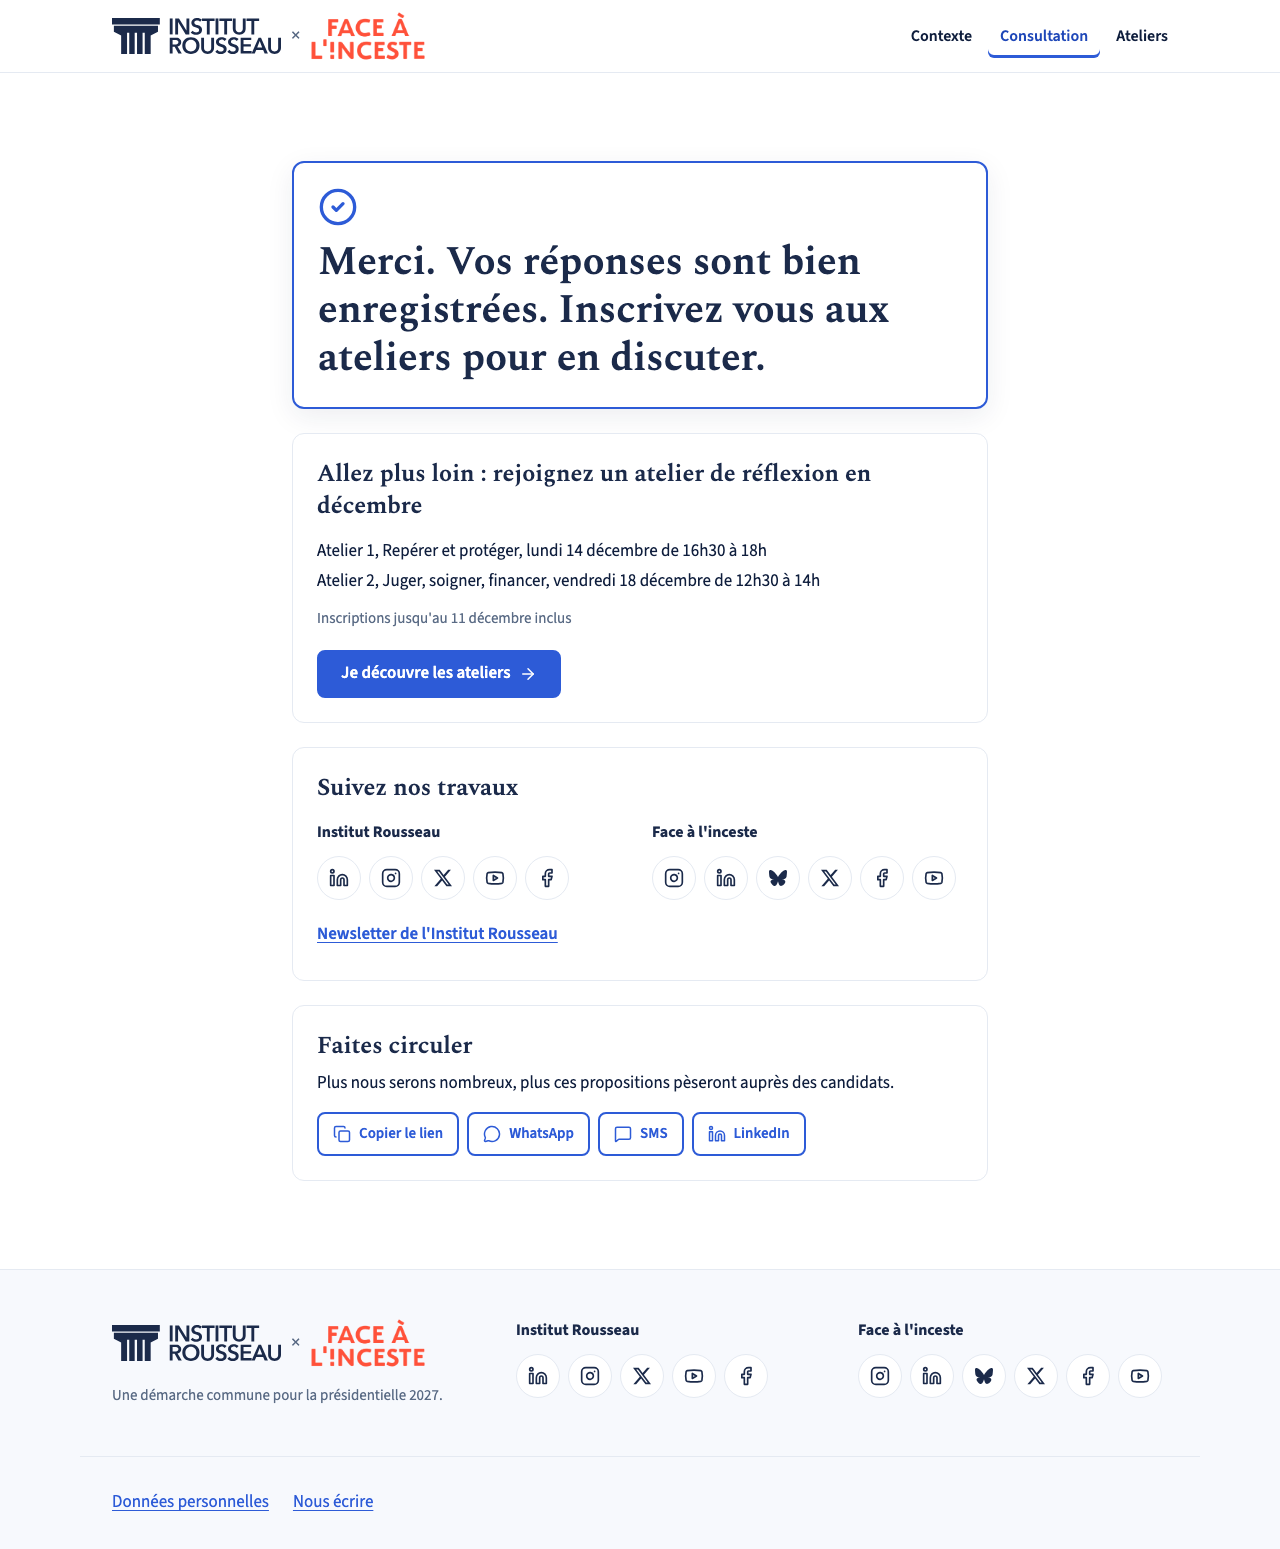 INSTITUT
ROUSSEAU
×
FACE À
L'!NCESTE
Contexte
Consultation
Ateliers
Merci. Vos réponses sont bien
enregistrées. Inscrivez vous aux
ateliers pour en discuter.
Allez plus loin : rejoignez un atelier de réflexion en
décembre
Atelier 1, Repérer et protéger, lundi 14 décembre de 16h30 à 18h
Atelier 2, Juger, soigner, financer, vendredi 18 décembre de 12h30 à 14h
Inscriptions jusqu'au 11 décembre inclus
Je découvre les ateliers
Suivez nos travaux
Institut Rousseau
Face à l'inceste
Newsletter de l'Institut Rousseau
Faites circuler
Plus nous serons nombreux, plus ces propositions pèseront auprès des candidats.
Copier le lien
WhatsApp
SMS
LinkedIn
INSTITUT
ROUSSEAU
×
FACE À
L'!NCESTE
Une démarche commune pour la présidentielle 2027.
Institut Rousseau
Face à l'inceste
Données personnelles
Nous écrire